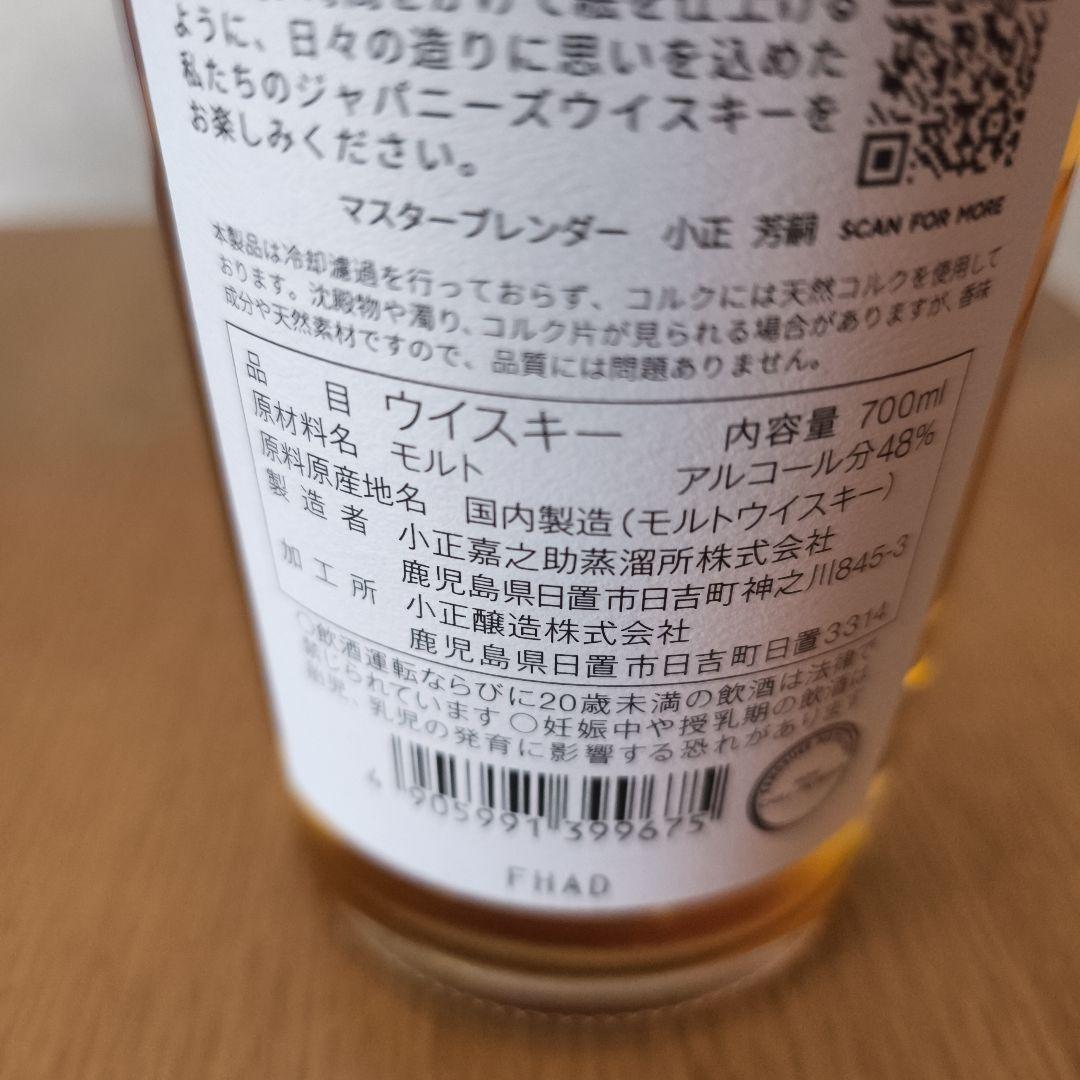 をかけて絵を仕上げる
ように、日々の造りに思いを込めた
私たちのジャパニーズウイスキーを
お楽しみください。
マスターブレンダー 小正 芳嗣 SCAN FOR MORE
本製品は冷却濾過を行っておらず、コルクには天然コルクを使用して
おります。沈殿物や濁り、コルク片が見られる場合がありますが、香味
成分や天然素材ですので、品質には問題ありません。
品目 ウイスキー 内容量 700ml
原材料名 モルト アルコール分48%
原料原産地名 国内製造(モルトウイスキー)
製造者 小正嘉之助蒸溜所株式会社
鹿児島県日置市日吉町神之川845-3
加工所 小正醸造株式会社
鹿児島県日置市日吉町日置3314
○飲酒運転ならびに20歳未満の飲酒は法律で
禁じられています ○妊娠中や授乳期の飲酒は
胎児、乳児の発育に影響する恐れがあります
4 905991 399675
FHAD